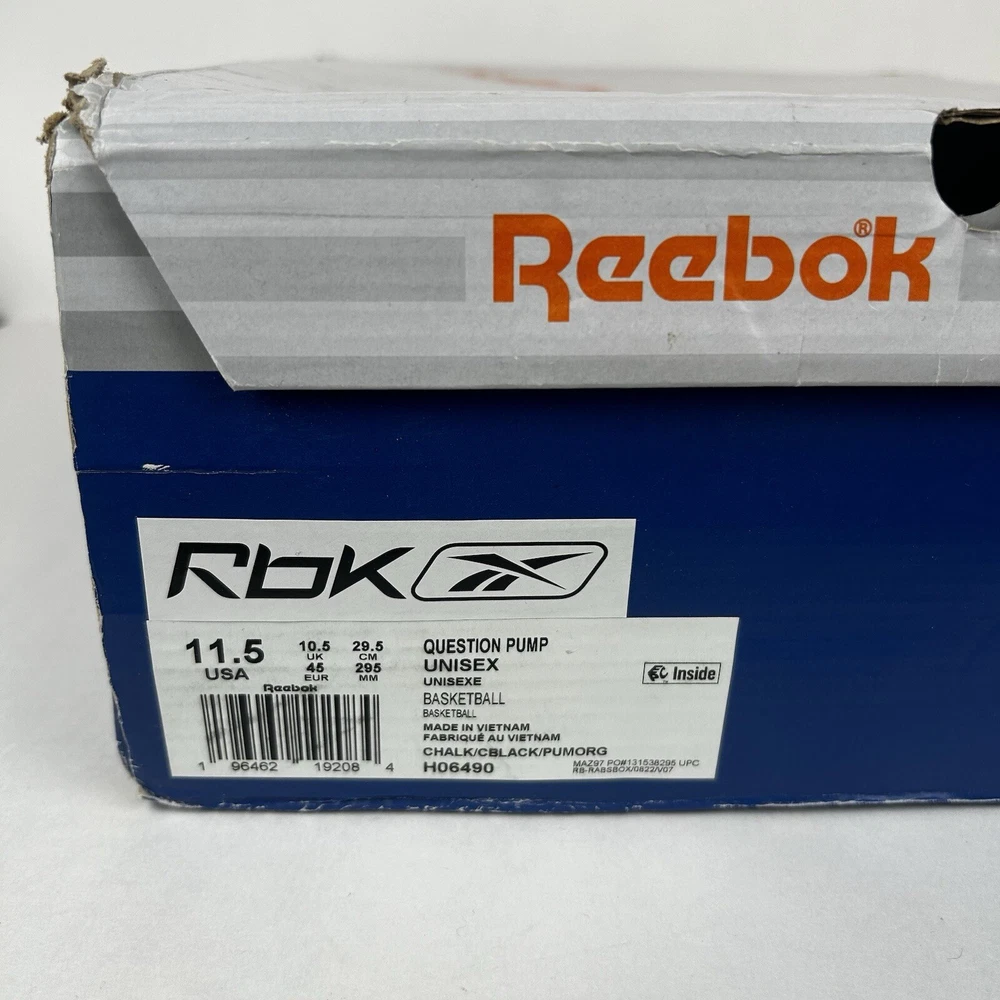 Reebok®
RbK
11.5
USA
10.5
UK
45
EUR
29.5
CM
295
MM
Reebok
1 96462 19208 4
QUESTION PUMP
UNISEX
UNISEXE
BASKETBALL
BASKETBALL
MADE IN VIETNAM
FABRIQUÉ AU VIETNAM
CHALK/CBLACK/PUMORG
H06490
Inside
MAZ97 PO#131538295 UPC
RB-RABSBOX/0822/V07